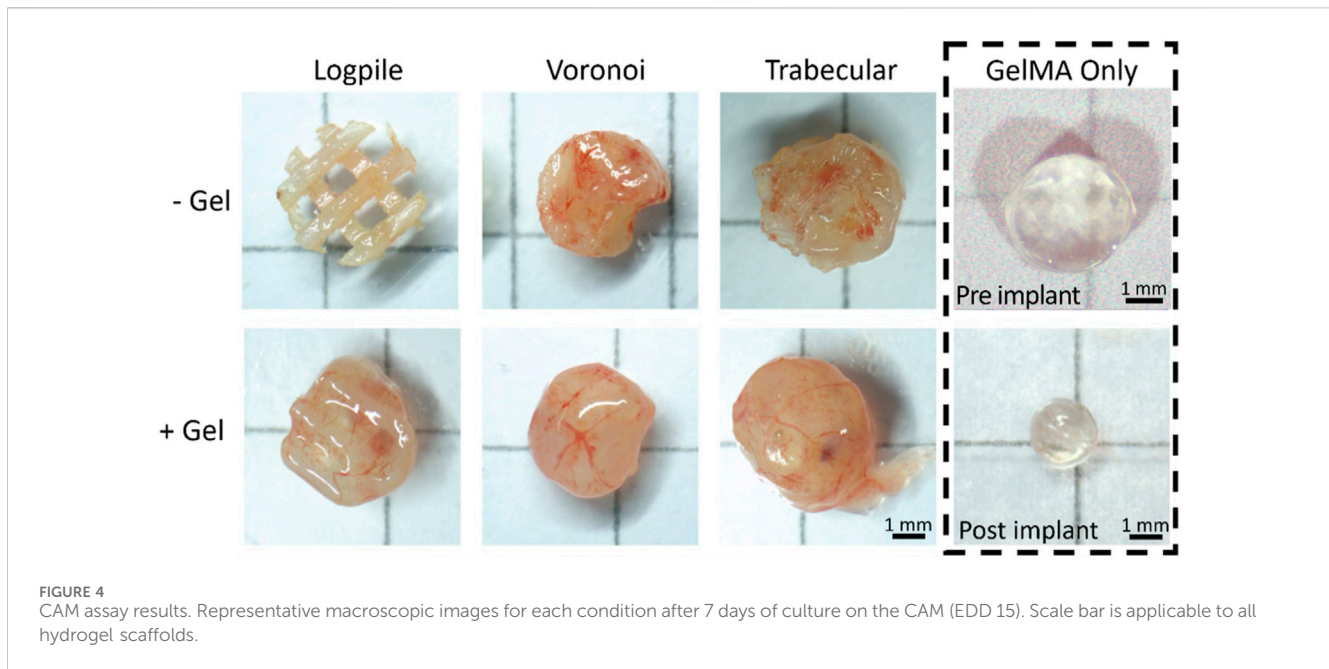 Logpile
Voronoi
Trabecular
GelMA Only
- Gel
Pre implant
1 mm
+ Gel
1 mm
Post implant
1 mm
FIGURE 4
CAM assay results. Representative macroscopic images for each condition after 7 days of culture on the CAM (EDD 15). Scale bar is applicable to all
hydrogel scaffolds.